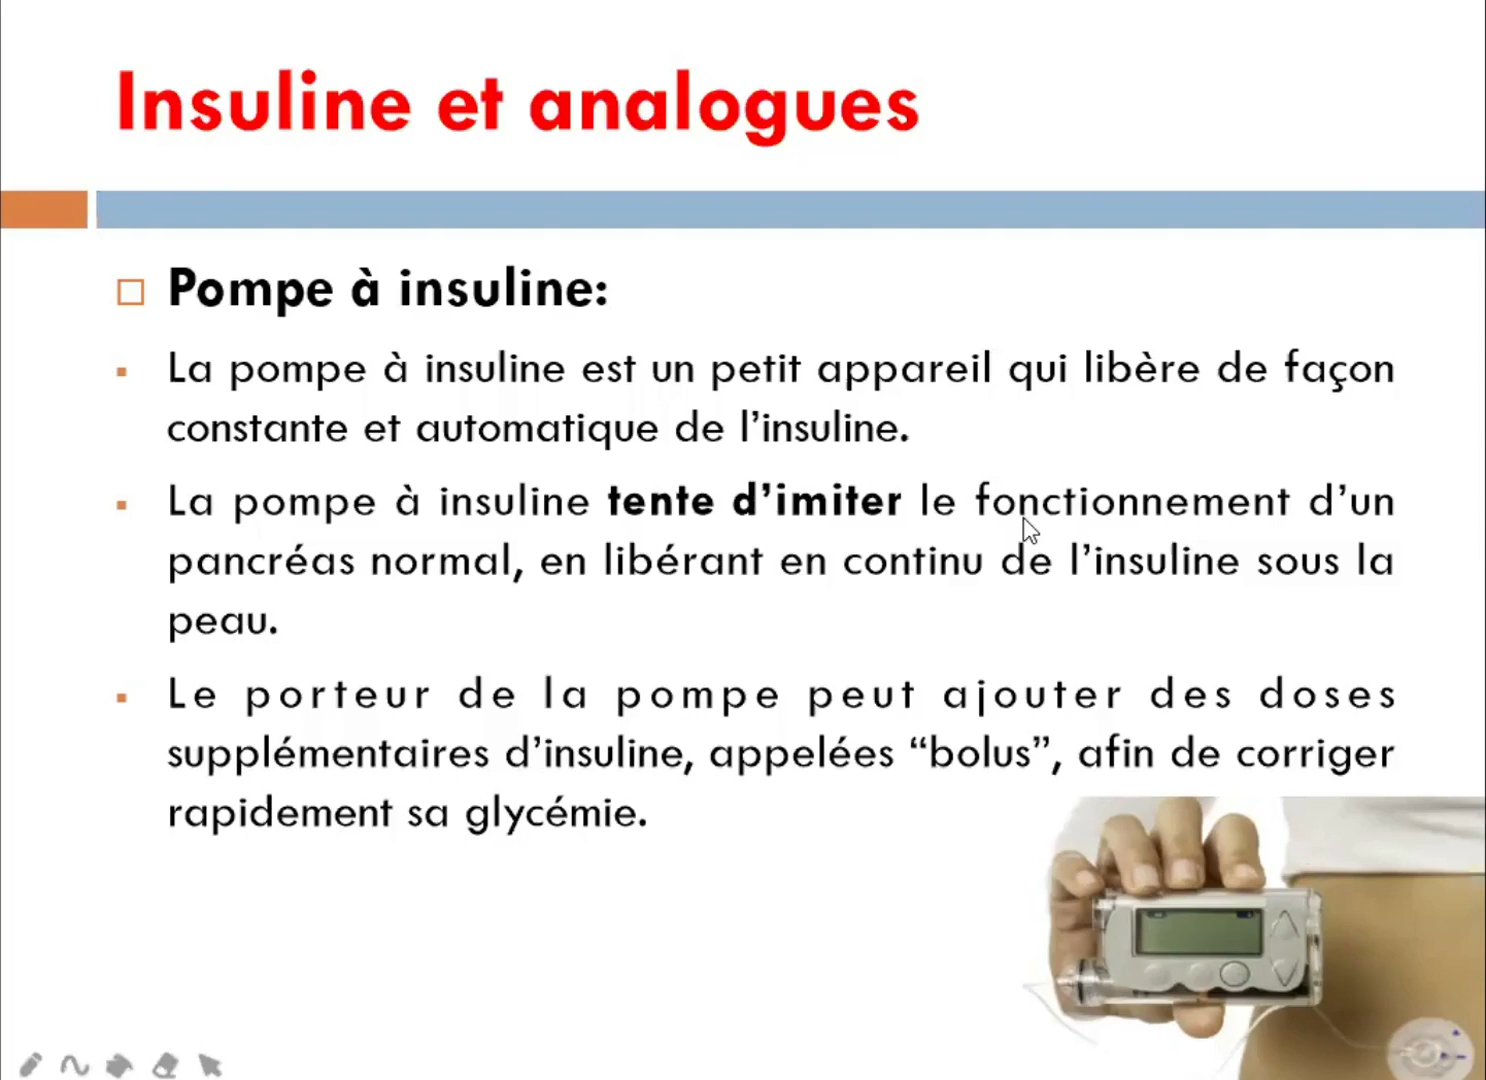 Insuline et analogues
Pompe à insuline:
La pompe à insuline est un petit appareil qui libère de façon
constante et automatique de l’insuline.
La pompe à insuline tente d’imiter le fonctionnement d’un
pancréas normal, en libérant en continu de l’insuline sous la
peau.
Le porteur de la pompe peut ajouter des doses
supplémentaires d’insuline, appelées “bolus”, afin de corriger
rapidement sa glycémie.